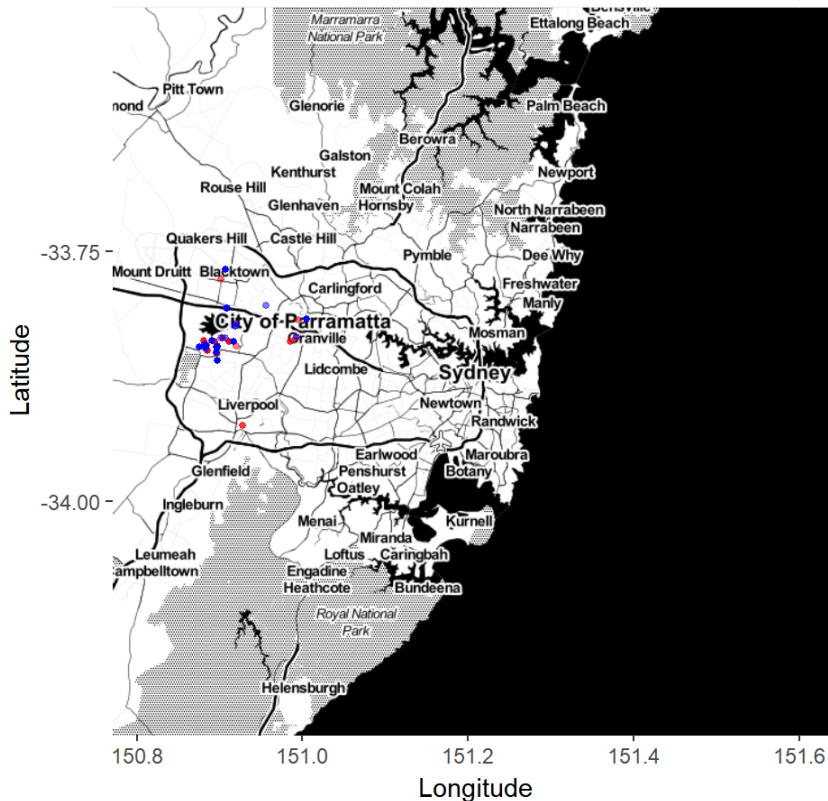 Bensville
Marramarra
National Park
Ettalong Beach
Pitt Town
mond
Glenorie
Palm Beach
Berowra
Galston
Kenthurst
Newport
Rouse Hill
Mount Colah
Glenhaven
Hornsby
North Narrabeen
Narrabeen
Quakers Hill
Castle Hill
-33.75
Pymble
Dee Why
Mount Druitt
Blacktown
Freshwater
Carlingford
Manly
City of Parramatta
Mosman
Granville
Lidcombe
Sydney
Latitude
Liverpool
Newtown
Randwick
Earlwood
Maroubra
Glenfield
Penshurst
Botany
Oatley
-34.00
Ingleburn
Menai
Kurnell
Miranda
Leumeah
Loftus
Caringbah
ampbelltown
Engadine
Heathcote
Bundeena
Royal National
Park
Helensburgh
150.8
151.0
151.2
151.4
151.6
Longitude